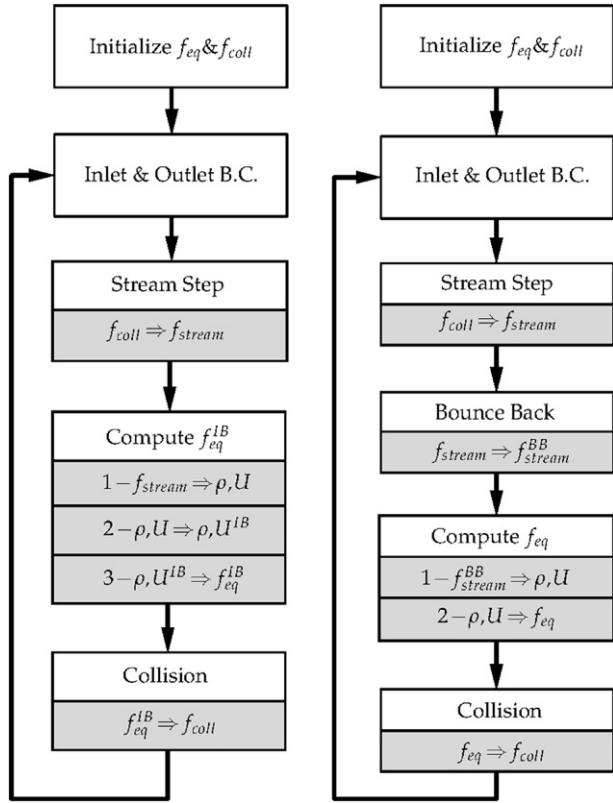 Initialize f_eq&f_coll
Inlet & Outlet B.C.
Stream Step
f_coll⇒f_stream
Compute f_eq^IB
1−f_stream⇒ρ,U
2−ρ,U⇒ρ,U^IB
3−ρ,U^IB⇒f_eq^IB
Collision
f_eq^IB⇒f_coll
Initialize f_eq&f_coll
Inlet & Outlet B.C.
Stream Step
f_coll⇒f_stream
Bounce Back
f_stream⇒f_stream^BB
Compute f_eq
1−f_stream^BB⇒ρ,U
2−ρ,U⇒f_eq
Collision
f_eq⇒f_coll